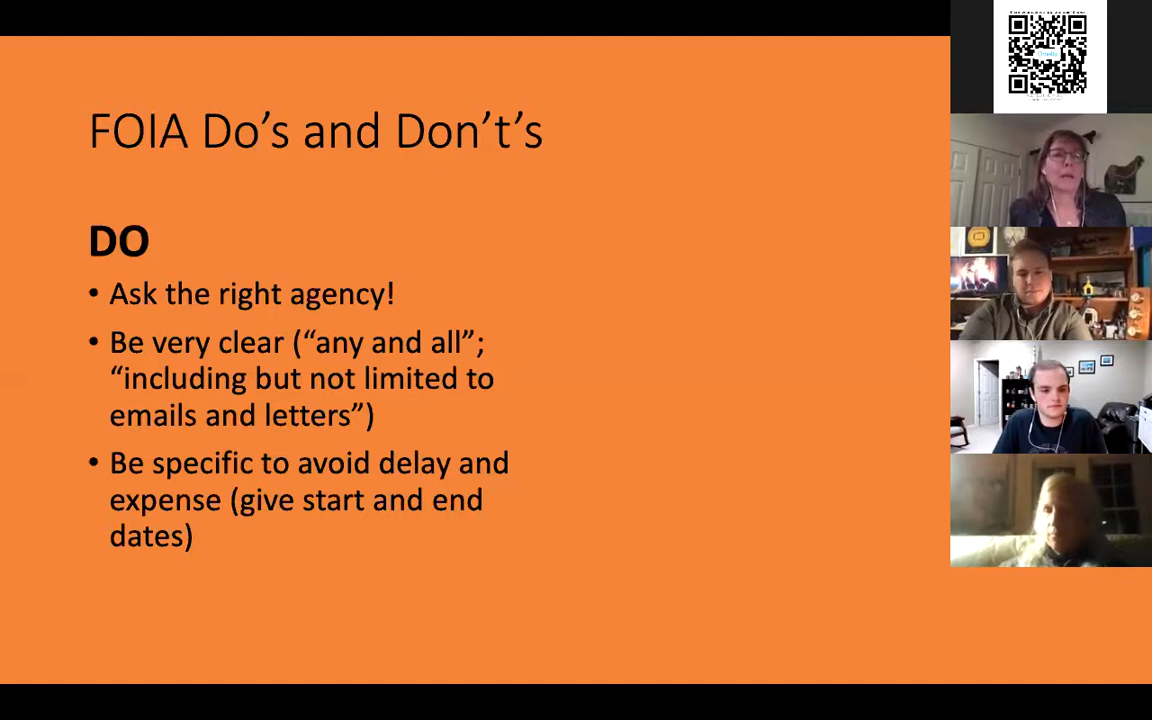 FOIA Do’s and Don’t’s
DO
• Ask the right agency!
• Be very clear (“any and all”;
“including but not limited to
emails and letters”)
• Be specific to avoid delay and
expense (give start and end
dates)